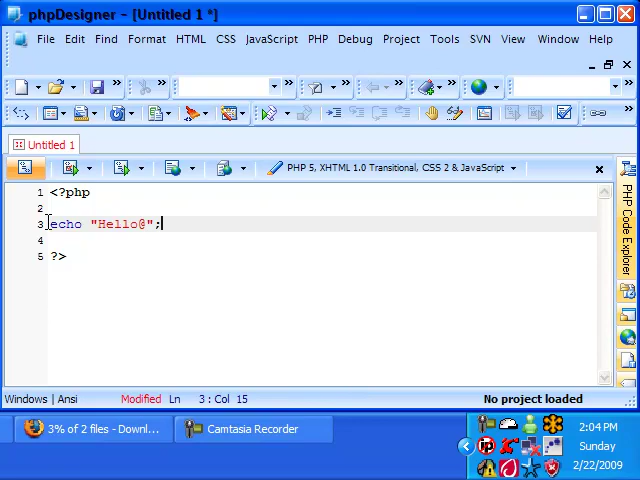 phpDesigner - [Untitled 1 *]
File Edit Find Format HTML CSS JavaScript PHP Debug Project Tools SVN View Window Help
Untitled 1
PHP 5, XHTML 1.0 Transitional, CSS 2 & JavaScript
1 <?php
2
3 echo "Hello@";
4
5 ?>
PHP Code Explorer
Windows | Ansi Modified Ln 3 : Col 15 No project loaded
3% of 2 files - Downl... Camtasia Recorder
2:04 PM
Sunday
2/22/2009